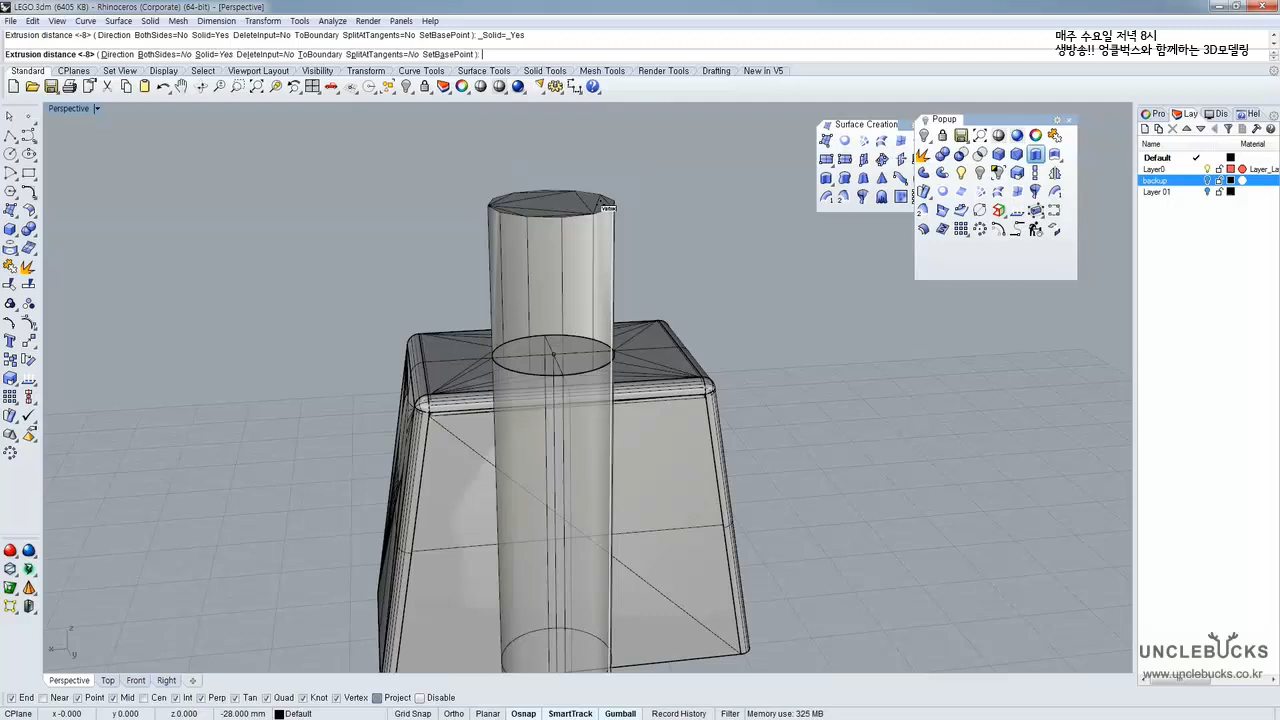 LEGO.3dm (6405 KB) - Rhinoceros (Corporate) (64-bit) - [Perspective]
File Edit View Curve Surface Solid Mesh Dimension Transform Tools Analyze Render Panels Help
Extrusion distance <-8> ( Direction BothSides=No Solid=Yes DeleteInput=No ToBoundary SplitAtTangents=No SetBasePoint ): _Solid=_Yes
매주 수요일 저녁 8시
Extrusion distance <-8> ( Direction BothSides=No Solid=Yes DeleteInput=No ToBoundary SplitAtTangents=No SetBasePoint ):
생방송!! 엉클벅스와 함께하는 3D모델링
Standard CPlanes Set View Display Select Viewport Layout Visibility Transform Curve Tools Surface Tools Solid Tools Mesh Tools Render Tools Drafting New in V5
Perspective
Surface Creation
Popup
Pro Lay Dis Hel
Name Material
Default
Layer0 Layer_La
backup
Layer 01
Vertex
z
x
y
UNCLEBUCKS
www.unclebucks.co.kr
Perspective Top Front Right
End Near Point Mid Cen Int Perp Tan Quad Knot Vertex Project Disable
CPlane x -0.000 y 0.000 z 0.000 -28.000 mm Default Grid Snap Ortho Planar Osnap SmartTrack Gumball Record History Filter Memory use: 325 MB